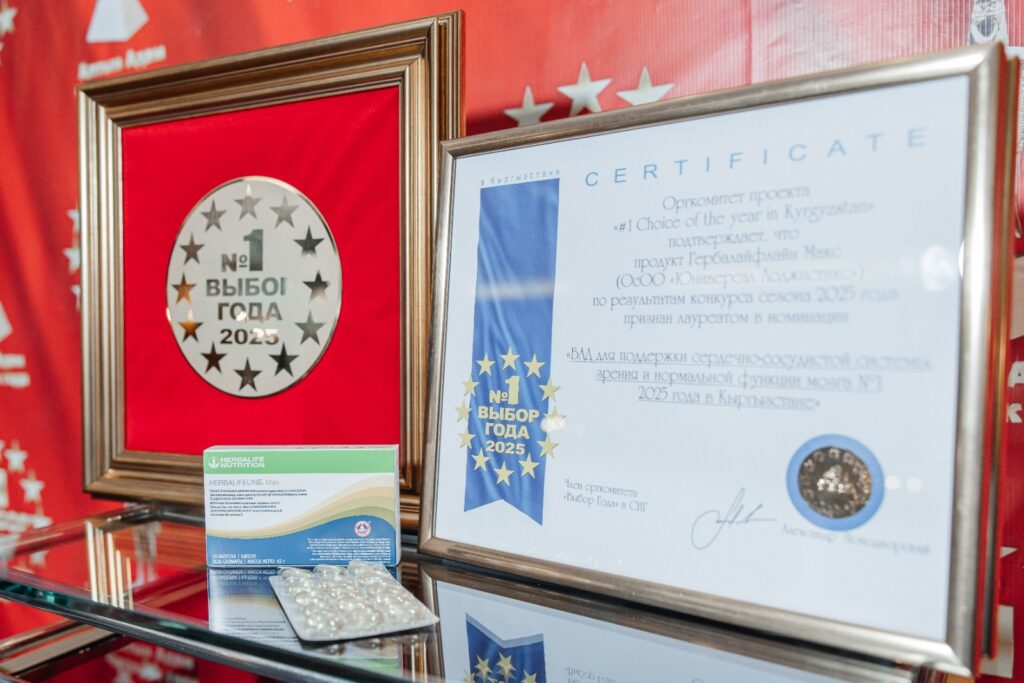 №1
ВЫБОР
ГОДА
2025
в Кыргызстане
CERTIFICATE
Оргкомитет проекта
«#1 Choice of the year in Kyrgyzstan»
подтверждает, что
продукт Гербалайфлайн Макс
(ОсОО «Юниверсал Лоджистикс»)
по результатам конкурса сезона 2025 года
признан лауреатом в номинации
«БАД для поддержки сердечно-сосудистой системы,
зрения и нормальной функции мозга №1
2025 года в Кыргызстане»
№1
ВЫБОР
ГОДА
2025
Член оргкомитета
«Выбор Года» в СНГ
Александр
HERBALIFE
NUTRITION
HERBALIFELINE Max